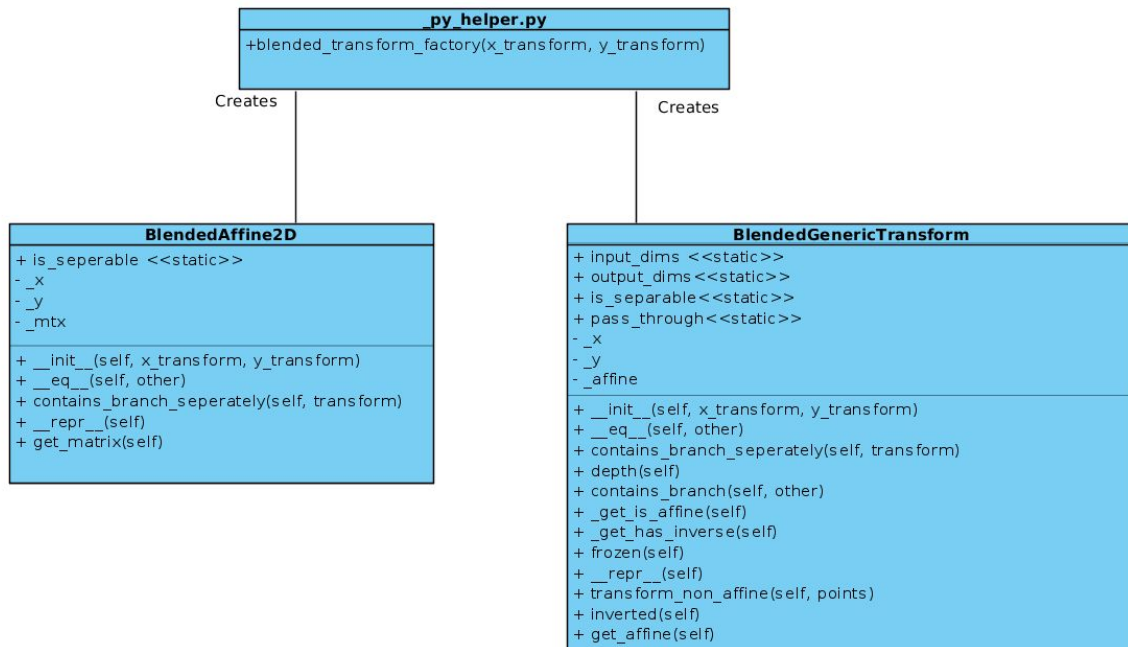 _py_helper.py
+blended_transform_factory(x_transform, y_transform)
Creates
Creates
BlendedAffine2D
+ is_seperable <<static>>
- _x
- _y
- _mtx
+ __init__(self, x_transform, y_transform)
+ __eq__(self, other)
+ contains_branch_seperately(self, transform)
+ __repr__(self)
+ get_matrix(self)
BlendedGenericTransform
+ input_dims <<static>>
+ output_dims<<static>>
+ is_separable<<static>>
+ pass_through<<static>>
- _x
- _y
- _affine
+ __init__(self, x_transform, y_transform)
+ __eq__(self, other)
+ contains_branch_seperately(self, transform)
+ depth(self)
+ contains_branch(self, other)
+ _get_is_affine(self)
+ _get_has_inverse(self)
+ frozen(self)
+ __repr__(self)
+ transform_non_affine(self, points)
+ inverted(self)
+ get_affine(self)